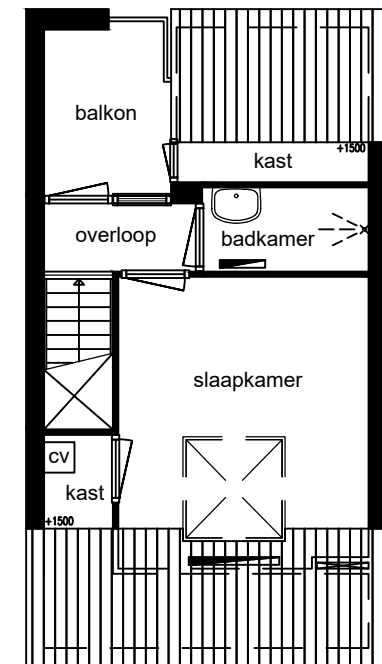 balkon
+1500
kast
overloop
badkamer
slaapkamer
cv
kast
+1500